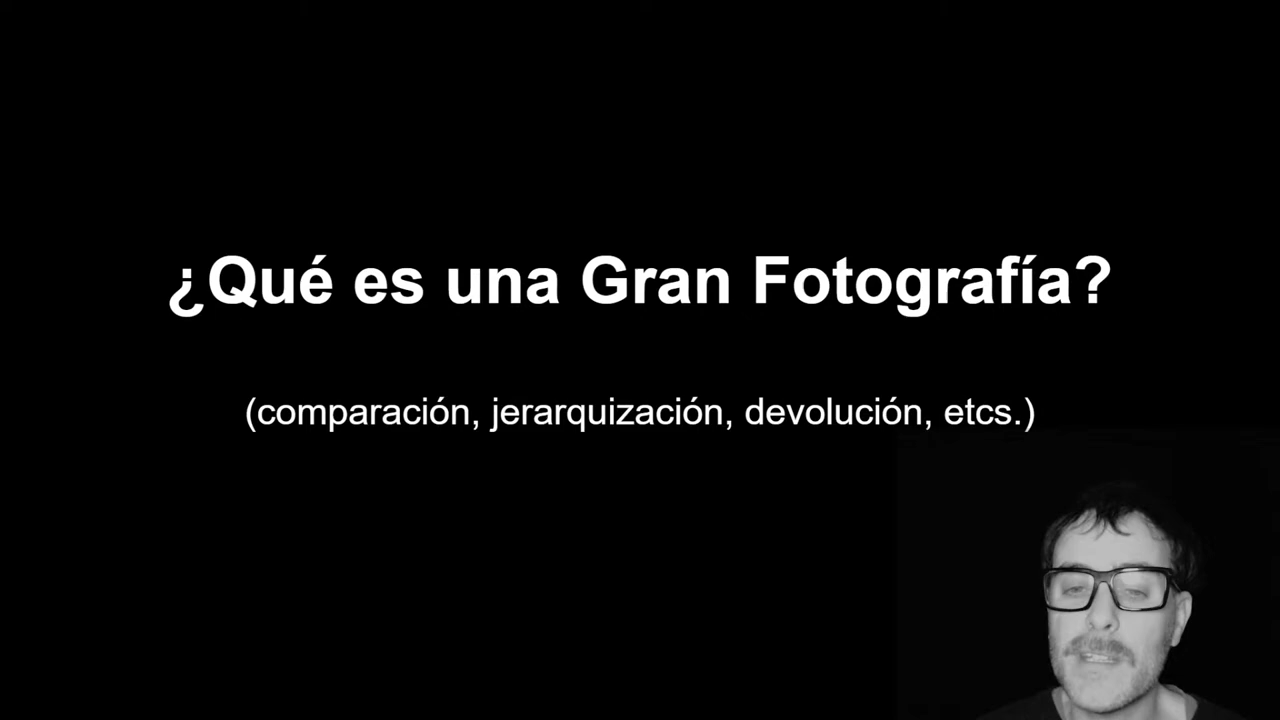 ¿Qué es una Gran Fotografía?
(comparación, jerarquización, devolución, etcs.)